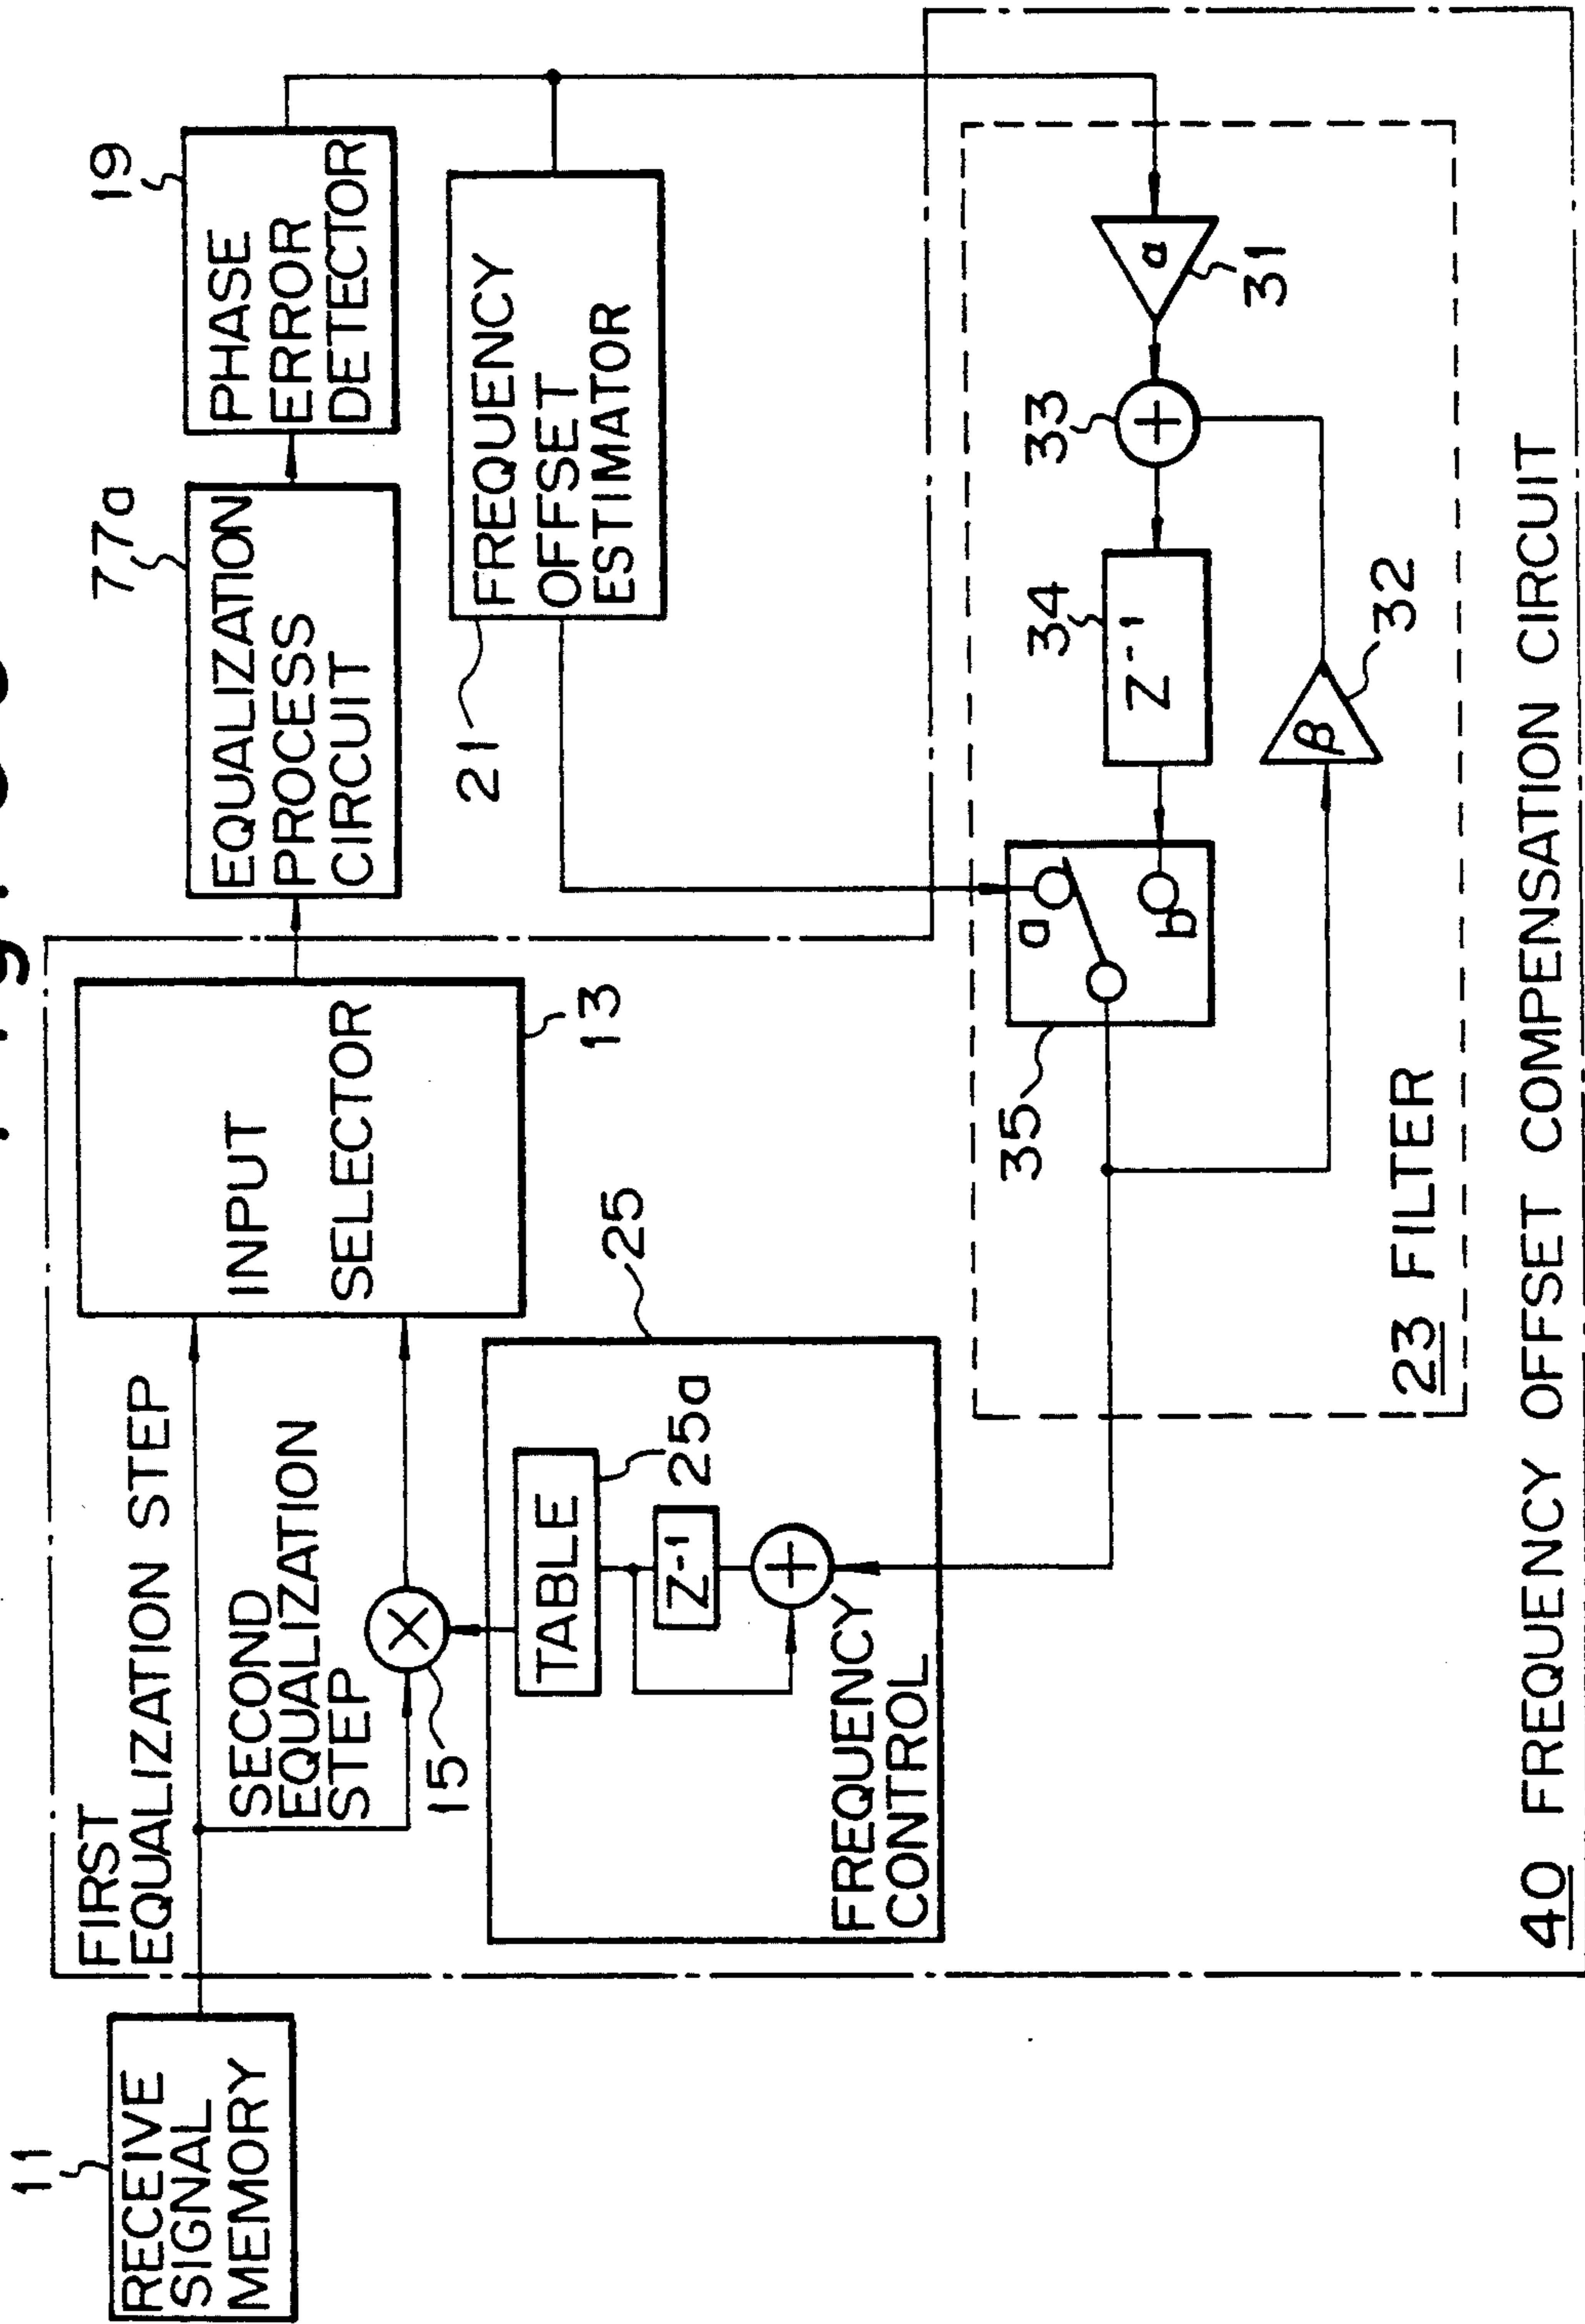 11
RECEIVE
SIGNAL
MEMORY
FIRST
EQUALIZATION STEP
SECOND
EQUALIZATION
STEP
15
INPUT
SELECTOR
13
77a
EQUALIZATION
PROCESS
CIRCUIT
19
PHASE
ERROR
DETECTOR
21
FREQUENCY
OFFSET
ESTIMATOR
25
TABLE
25a
Z-1
+
×
FREQUENCY
CONTROL
35
a
b
34
Z-1
33
+
α
31
β
32
23 FILTER
40 FREQUENCY OFFSET COMPENSATION CIRCUIT